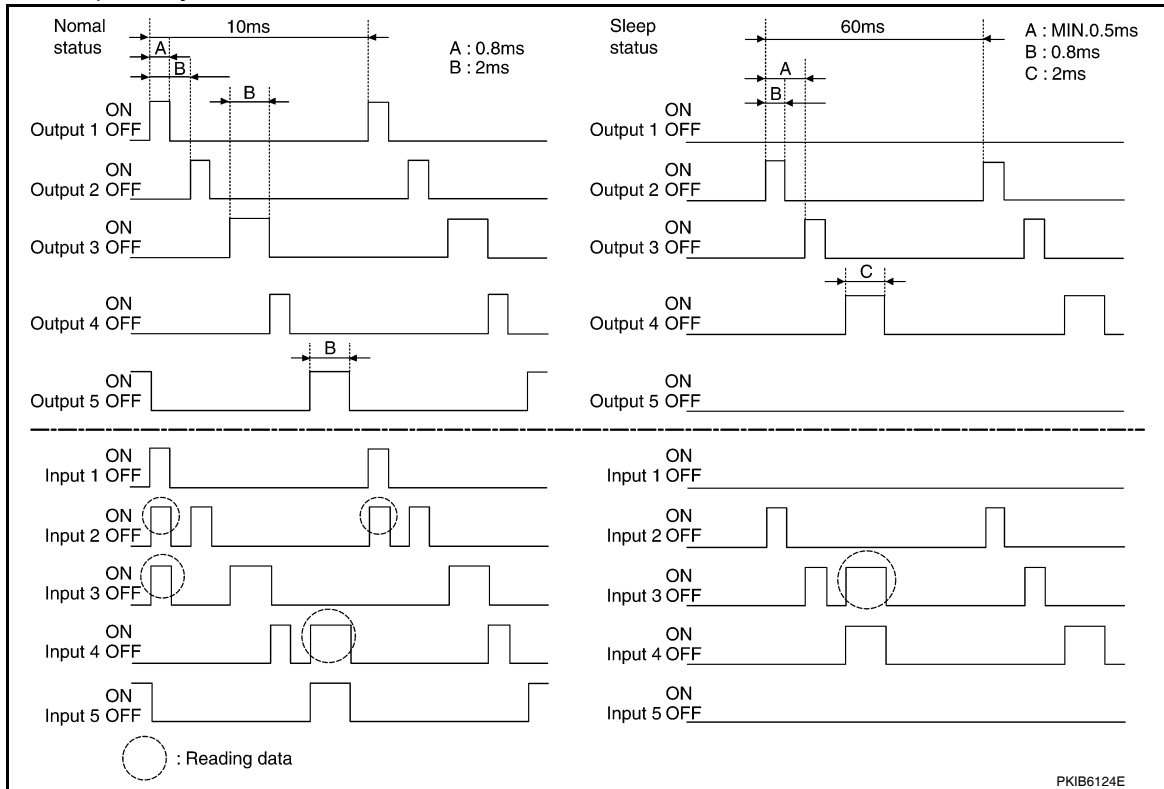 Nomal
status
10ms
A
B
B
A : 0.8ms
B : 2ms
ON
Output 1 OFF
ON
Output 2 OFF
ON
Output 3 OFF
ON
Output 4 OFF
B
ON
Output 5 OFF
Sleep
status
60ms
A
B
A : MIN.0.5ms
B : 0.8ms
C : 2ms
ON
Output 1 OFF
ON
Output 2 OFF
ON
Output 3 OFF
C
ON
Output 4 OFF
ON
Output 5 OFF
ON
Input 1 OFF
ON
Input 2 OFF
ON
Input 3 OFF
ON
Input 4 OFF
ON
Input 5 OFF
: Reading data
ON
Input 1 OFF
ON
Input 2 OFF
ON
Input 3 OFF
ON
Input 4 OFF
ON
Input 5 OFF
PKIB6124E